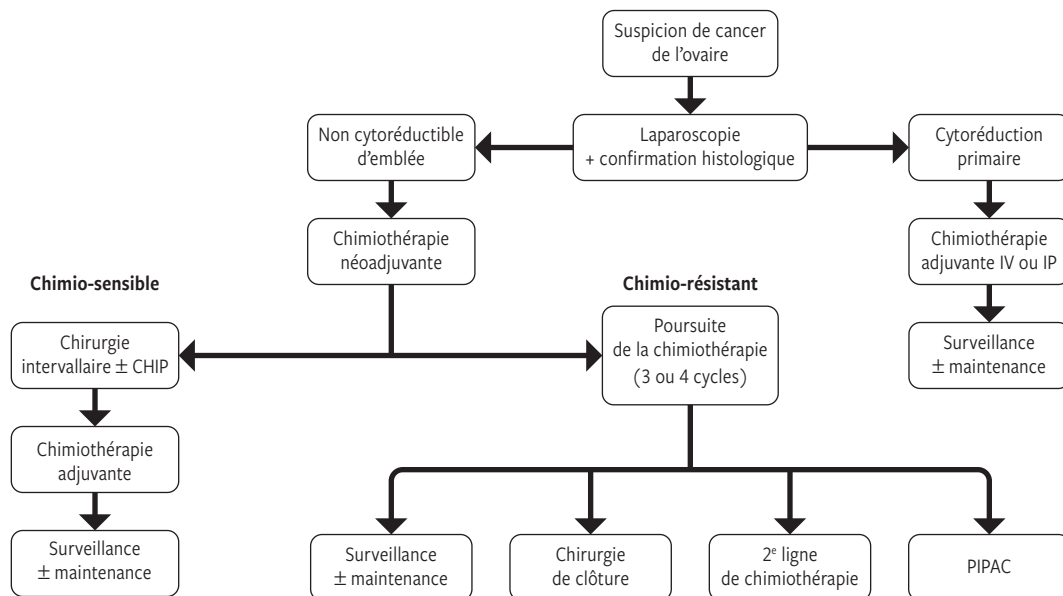 Suspicion de cancer
de l’ovaire
Non cytoréductible
d’emblée
Laparoscopie
+ confirmation histologique
Cytoréduction
primaire
Chimiothérapie
néoadjuvante
Chimiothérapie
adjuvante IV ou IP
Chimio-sensible
Chimio-résistant
Chirurgie
intervallaire ± CHIP
Poursuite
de la chimiothérapie
(3 ou 4 cycles)
Surveillance
± maintenance
Chimiothérapie
adjuvante
Surveillance
± maintenance
Surveillance
± maintenance
Chirurgie
de clôture
2e ligne
de chimiothérapie
PIPAC